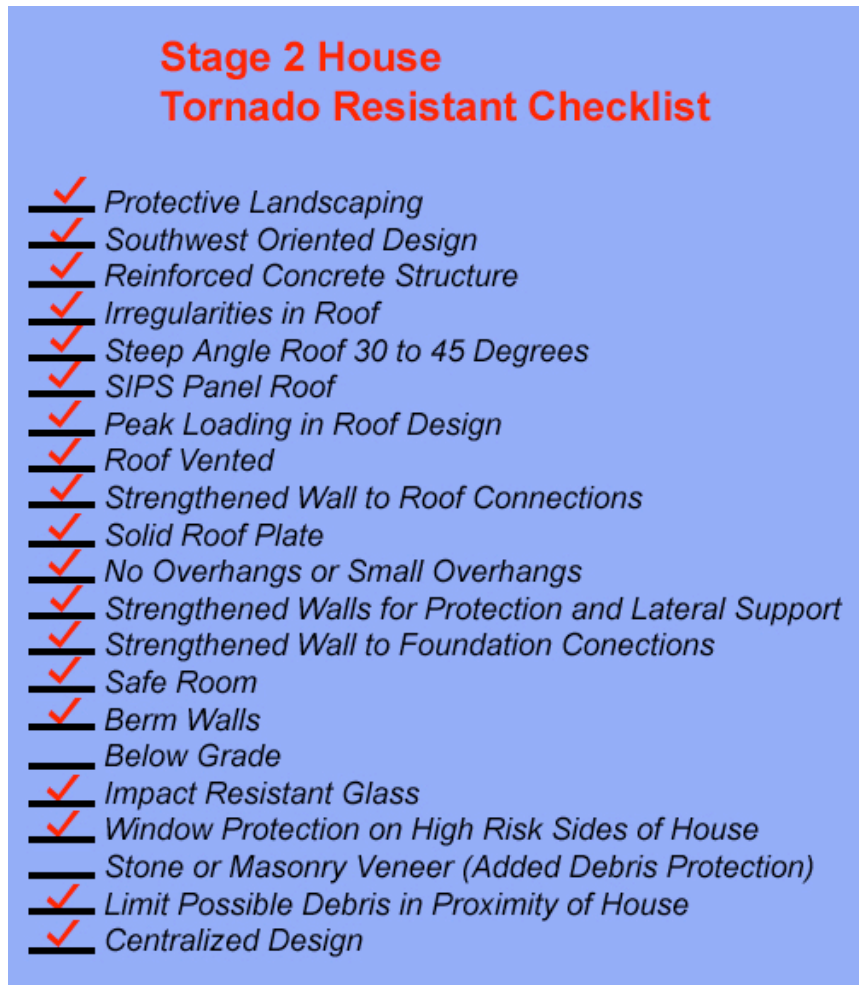 Stage 2 House
Tornado Resistant Checklist
Protective Landscaping
Southwest Oriented Design
Reinforced Concrete Structure
Irregularities in Roof
Steep Angle Roof 30 to 45 Degrees
SIPS Panel Roof
Peak Loading in Roof Design
Roof Vented
Strengthened Wall to Roof Connections
Solid Roof Plate
No Overhangs or Small Overhangs
Strengthened Walls for Protection and Lateral Support
Strengthened Wall to Foundation Conections
Safe Room
Berm Walls
Below Grade
Impact Resistant Glass
Window Protection on High Risk Sides of House
Stone or Masonry Veneer (Added Debris Protection)
Limit Possible Debris in Proximity of House
Centralized Design